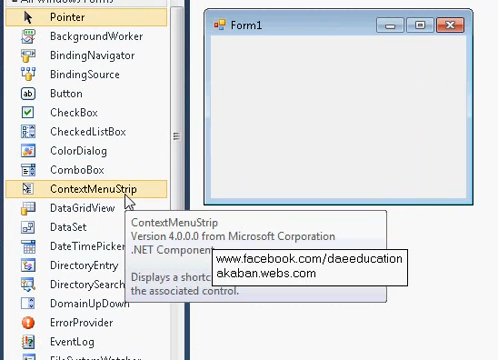 All Windows Forms
Pointer
BackgroundWorker
BindingNavigator
BindingSource
Button
CheckBox
CheckedListBox
ColorDialog
ComboBox
ContextMenuStrip
DataGridView
DataSet
DateTimePicker
DirectoryEntry
DirectorySearch
DomainUpDown
ErrorProvider
EventLog
FileSystemWatcher
Form1
ContextMenuStrip
Version 4.0.0.0 from Microsoft Corporation
.NET Component
Displays a shortc
the associated control.
www.facebook.com/daeeducation
akaban.webs.com